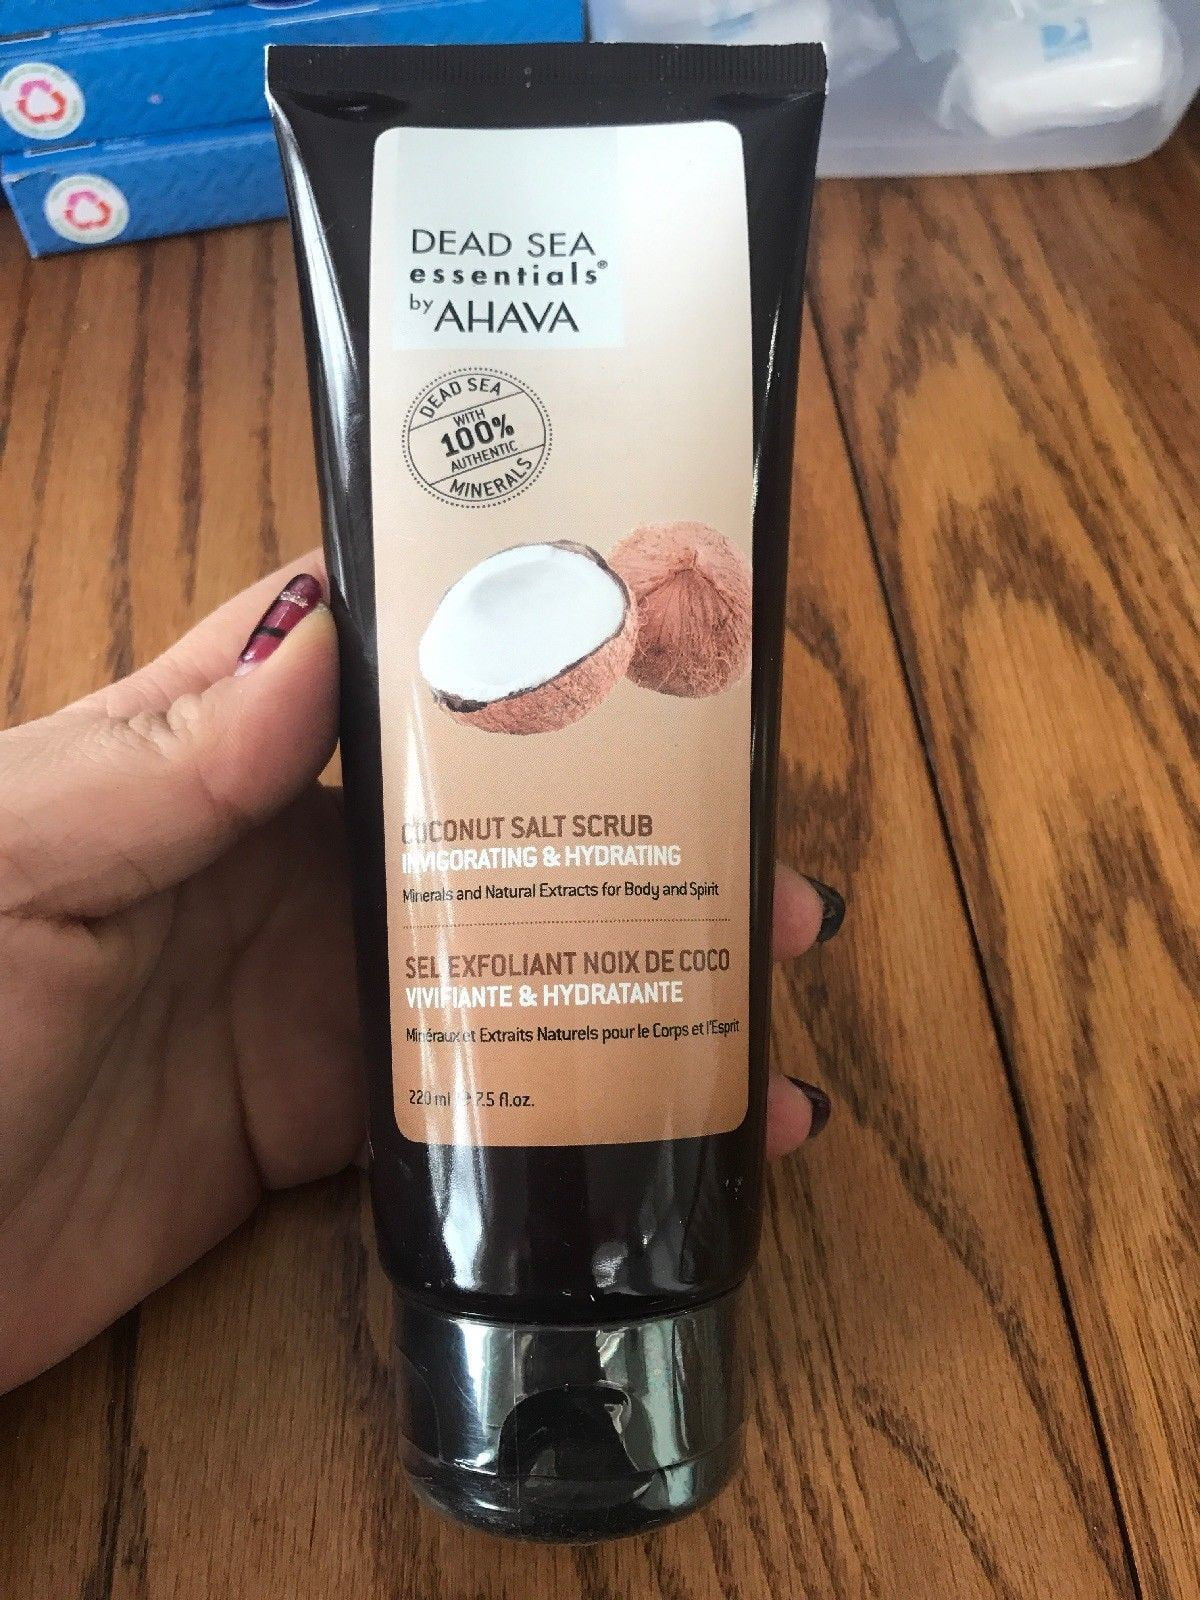 DEAD SEA
essentials®
by AHAVA
DEAD SEA
WITH
100%
AUTHENTIC
MINERALS
COCONUT SALT SCRUB
INVIGORATING & HYDRATING
Minerals and Natural Extracts for Body and Spirit
SEL EXFOLIANT NOIX DE COCO
VIVIFIANTE & HYDRATANTE
Minéraux et Extraits Naturels pour le Corps et l'Esprit
220 ml ℮ 7.5 fl.oz.